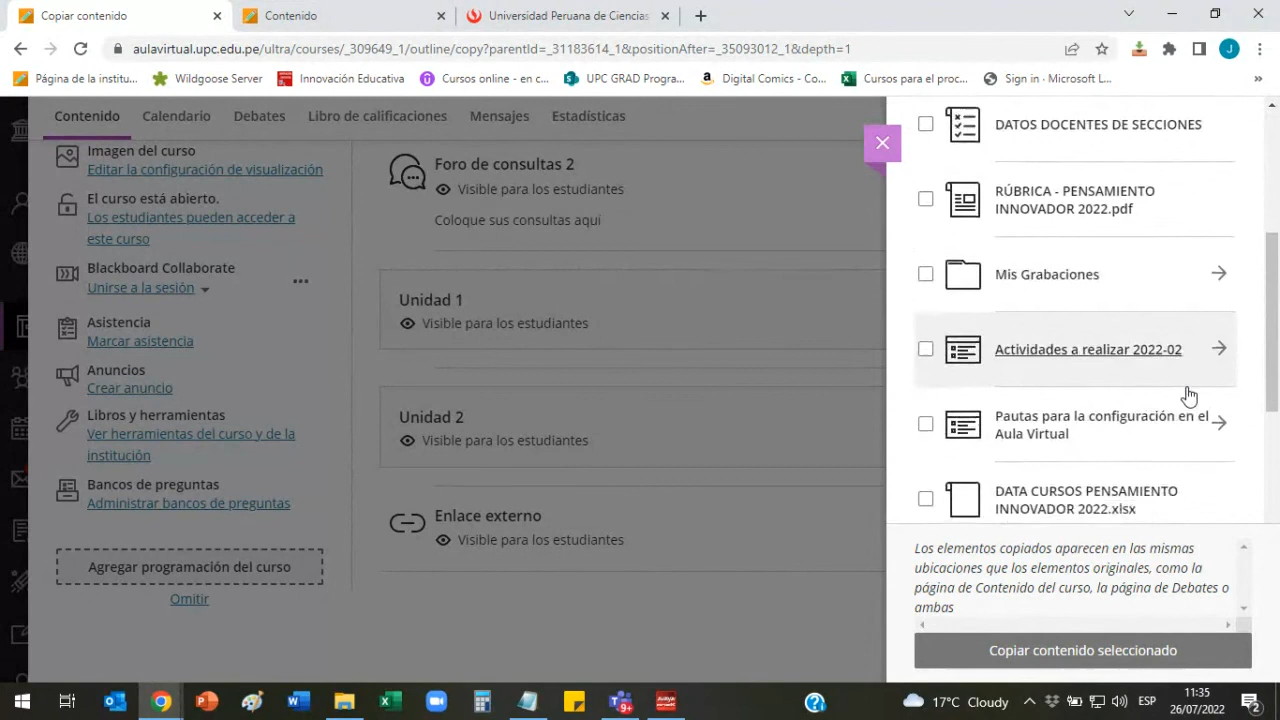 Copiar contenido
Contenido
Universidad Peruana de Ciencias
J
aulavirtual.upc.edu.pe/ultra/courses/_309649_1/outline/copy?parentId=_31183614_1&positionAfter=_35093012_1&depth=1
Página de la institu...
Wildgoose Server
Innovación Educativa
Cursos online - en c...
UPC GRAD Progra...
Digital Comics - Co...
Cursos para el proc...
Sign in · Microsoft L...
»
Contenido
Calendario
Debates
Libro de calificaciones
Mensajes
Estadísticas
Imagen del curso
Editar la configuración de visualización
El curso está abierto.
Los estudiantes pueden acceder a
este curso
Blackboard Collaborate
Unirse a la sesión
Asistencia
Marcar asistencia
Anuncios
Crear anuncio
Libros y herramientas
Ver herramientas del curso y de la
institución
Bancos de preguntas
Administrar bancos de preguntas
Agregar programación del curso
Omitir
Foro de consultas 2
Visible para los estudiantes
Coloque sus consultas aqui
Unidad 1
Visible para los estudiantes
Unidad 2
Visible para los estudiantes
Enlace externo
Visible para los estudiantes
DATOS DOCENTES DE SECCIONES
RÚBRICA - PENSAMIENTO
INNOVADOR 2022.pdf
Mis Grabaciones
Actividades a realizar 2022-02
Pautas para la configuración en el
Aula Virtual
DATA CURSOS PENSAMIENTO
INNOVADOR 2022.xlsx
Los elementos copiados aparecen en las mismas
ubicaciones que los elementos originales, como la
página de Contenido del curso, la página de Debates o
ambas
Copiar contenido seleccionado
17°C Cloudy
ESP
11:35
26/07/2022
2